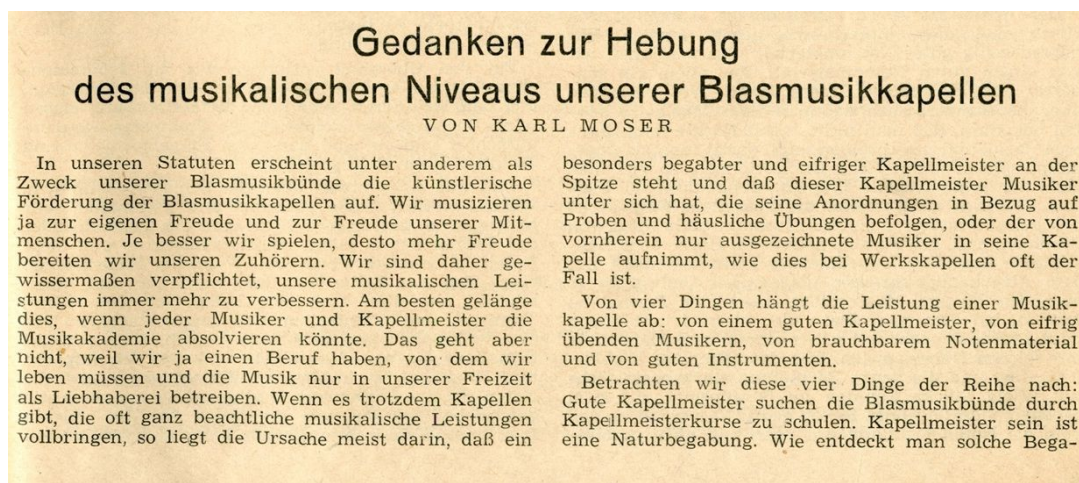 Gedanken zur Hebung
des musikalischen Niveaus unserer Blasmusikkapellen
VON KARL MOSER
In unseren Statuten erscheint unter anderem als
Zweck unserer Blasmusikbünde die künstlerische
Förderung der Blasmusikkapellen auf. Wir musizieren
ja zur eigenen Freude und zur Freude unserer Mit-
menschen. Je besser wir spielen, desto mehr Freude
bereiten wir unseren Zuhörern. Wir sind daher ge-
wissermaßen verpflichtet, unsere musikalischen Lei-
stungen immer mehr zu verbessern. Am besten gelänge
dies, wenn jeder Musiker und Kapellmeister die
Musikakademie absolvieren könnte. Das geht aber
nicht, weil wir ja einen Beruf haben, von dem wir
leben müssen und die Musik nur in unserer Freizeit
als Liebhaberei betreiben. Wenn es trotzdem Kapellen
gibt, die oft ganz beachtliche musikalische Leistungen
vollbringen, so liegt die Ursache meist darin, daß ein
besonders begabter und eifriger Kapellmeister an der
Spitze steht und daß dieser Kapellmeister Musiker
unter sich hat, die seine Anordnungen in Bezug auf
Proben und häusliche Übungen befolgen, oder der von
vornherein nur ausgezeichnete Musiker in seine Ka-
pelle aufnimmt, wie dies bei Werkskapellen oft der
Fall ist.
Von vier Dingen hängt die Leistung einer Musik-
kapelle ab: von einem guten Kapellmeister, von eifrig
übenden Musikern, von brauchbarem Notenmaterial
und von guten Instrumenten.
Betrachten wir diese vier Dinge der Reihe nach:
Gute Kapellmeister suchen die Blasmusikbünde durch
Kapellmeisterkurse zu schulen. Kapellmeister sein ist
eine Naturbegabung. Wie entdeckt man solche Bega-